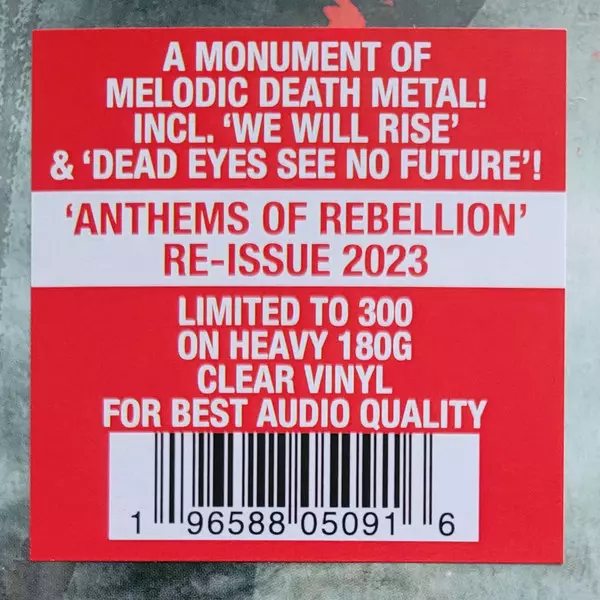 A MONUMENT OF
MELODIC DEATH METAL!
INCL. ‘WE WILL RISE’
& ‘DEAD EYES SEE NO FUTURE’!
‘ANTHEMS OF REBELLION’
RE-ISSUE 2023
LIMITED TO 300
ON HEAVY 180G
CLEAR VINYL
FOR BEST AUDIO QUALITY
1 96588 05091 6